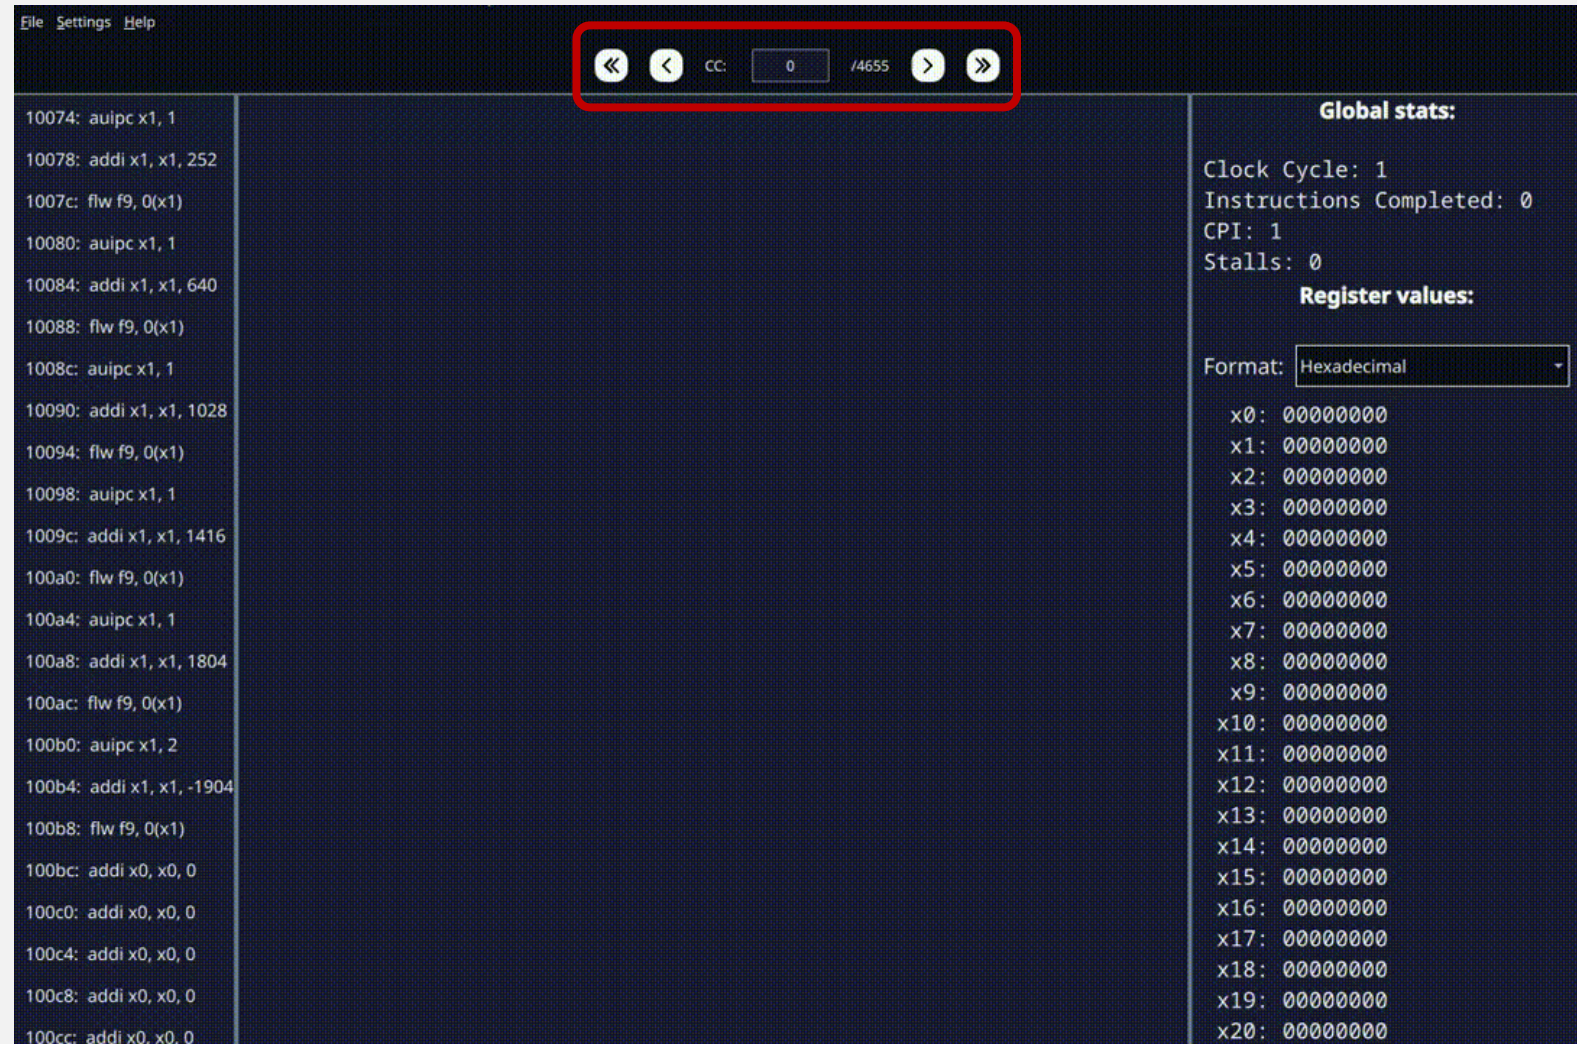 File Settings Help
CC: 0 /4655
10074: auipc x1, 1
10078: addi x1, x1, 252
1007c: flw f9, 0(x1)
10080: auipc x1, 1
10084: addi x1, x1, 640
10088: flw f9, 0(x1)
1008c: auipc x1, 1
10090: addi x1, x1, 1028
10094: flw f9, 0(x1)
10098: auipc x1, 1
1009c: addi x1, x1, 1416
100a0: flw f9, 0(x1)
100a4: auipc x1, 1
100a8: addi x1, x1, 1804
100ac: flw f9, 0(x1)
100b0: auipc x1, 2
100b4: addi x1, x1, -1904
100b8: flw f9, 0(x1)
100bc: addi x0, x0, 0
100c0: addi x0, x0, 0
100c4: addi x0, x0, 0
100c8: addi x0, x0, 0
100cc: addi x0, x0, 0
Global stats:
Clock Cycle: 1
Instructions Completed: 0
CPI: 1
Stalls: 0
Register values:
Format: Hexadecimal
x0: 00000000
x1: 00000000
x2: 00000000
x3: 00000000
x4: 00000000
x5: 00000000
x6: 00000000
x7: 00000000
x8: 00000000
x9: 00000000
x10: 00000000
x11: 00000000
x12: 00000000
x13: 00000000
x14: 00000000
x15: 00000000
x16: 00000000
x17: 00000000
x18: 00000000
x19: 00000000
x20: 00000000